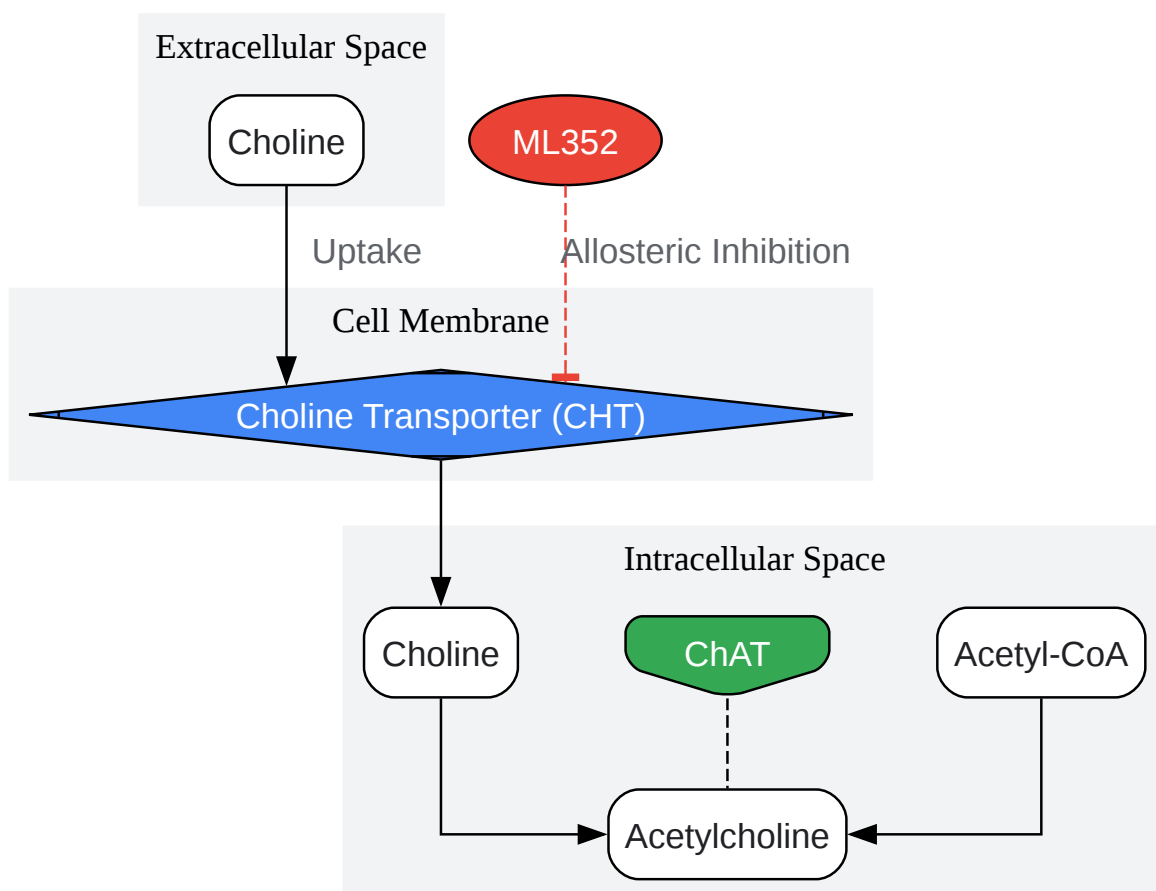 Extracellular Space
Choline
ML352
Uptake
Allosteric Inhibition
Cell Membrane
Choline Transporter (CHT)
Intracellular Space
Choline
ChAT
Acetyl-CoA
Acetylcholine